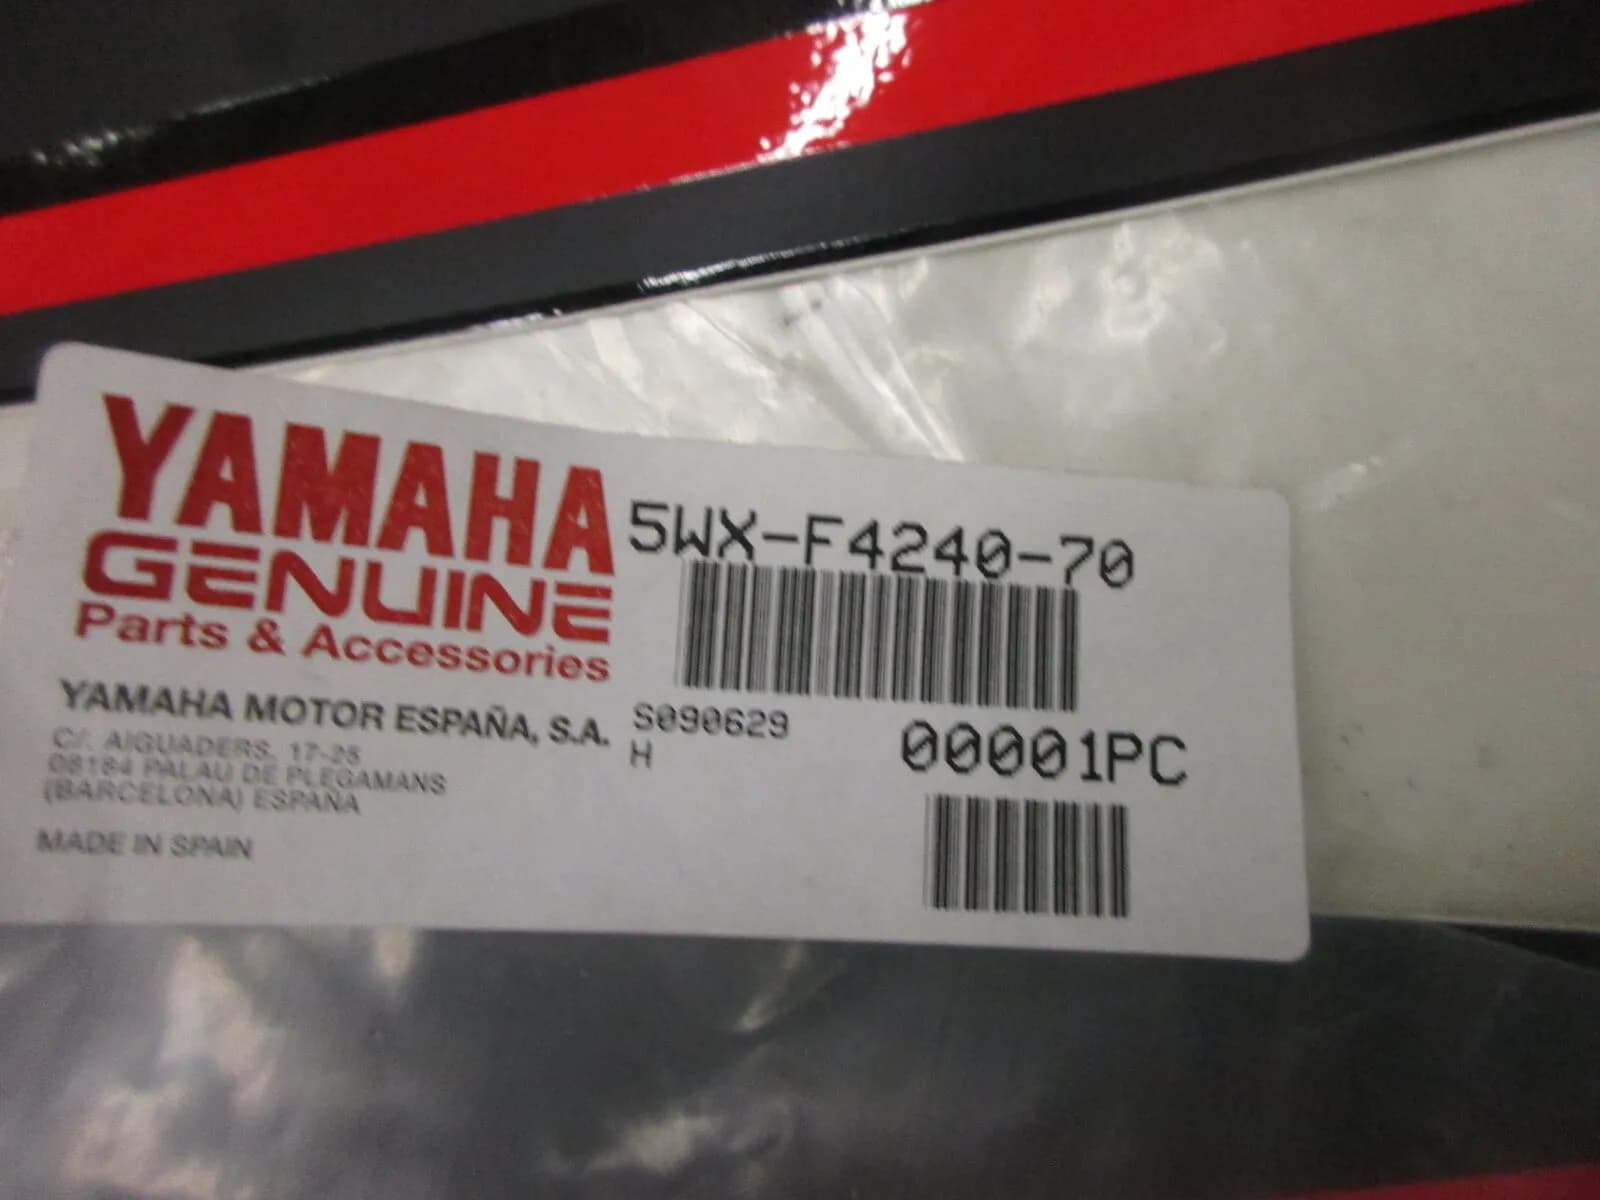 YAMAHA
GENUINE
Parts & Accessories
YAMAHA MOTOR ESPAÑA, S.A.
C/. AIGUADERS, 17-25
08184 PALAU DE PLEGAMANS
(BARCELONA) ESPAÑA
MADE IN SPAIN
5WX-F4240-70
S090629
H
00001PC